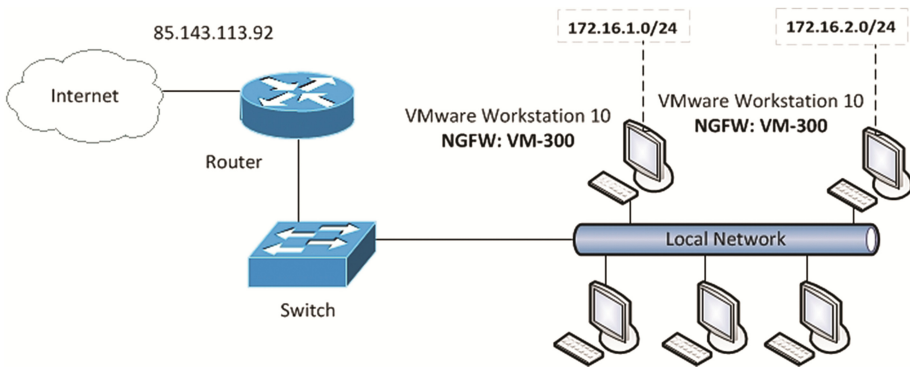 85.143.113.92
172.16.1.0/24
172.16.2.0/24
Internet
VMware Workstation 10
NGFW: VM-300
VMware Workstation 10
NGFW: VM-300
Router
Local Network
Switch